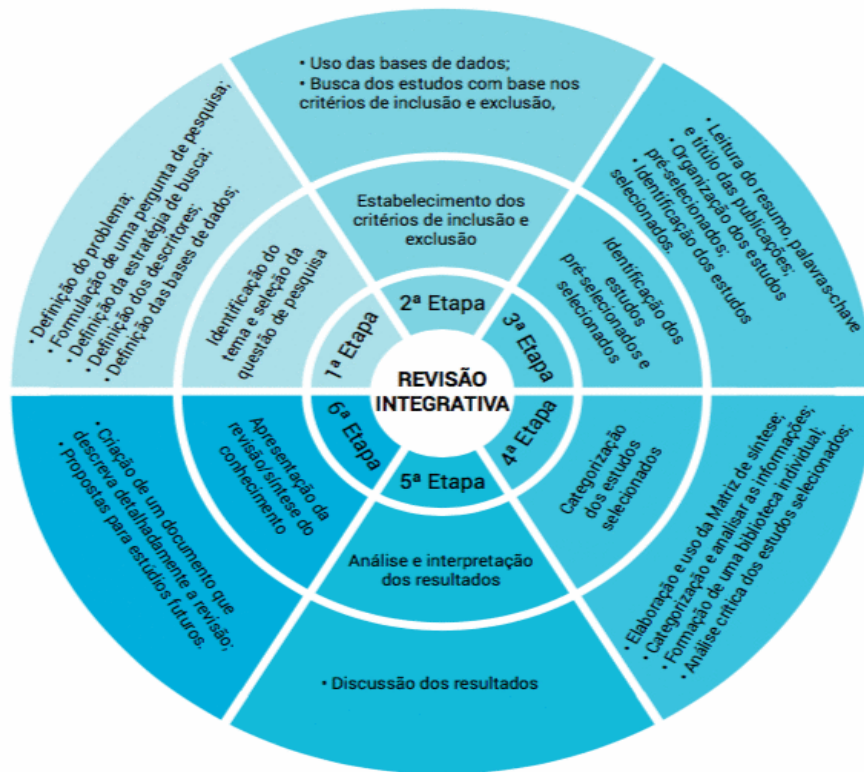 REVISÃO
INTEGRATIVA
1ª Etapa
Identificação do
tema e seleção da
questão de pesquisa
• Definição do problema;
• Formulação de uma pergunta de pesquisa;
• Definição da estratégia de busca;
• Definição dos descritores;
• Definição das bases de dados;
2ª Etapa
Estabelecimento dos
critérios de inclusão e
exclusão
• Uso das bases de dados;
• Busca dos estudos com base nos
critérios de inclusão e exclusão,
3ª Etapa
Identificação dos
estudos
pré-selecionados e
selecionados
• Leitura do resumo, palavras-chave
e título das publicações;
• Organização dos estudos
pré-selecionados;
• Identificação dos estudos
selecionados.
4ª Etapa
Categorização
dos estudos
selecionados
• Elaboração e uso da Matriz de síntese;
• Categorização e analisar as informações;
• Formação de uma biblioteca individual;
• Análise crítica dos estudos selecionados;
5ª Etapa
Análise e interpretação
dos resultados
• Discussão dos resultados
6ª Etapa
Apresentação da
revisão/síntese do
conhecimento
• Criação de um documento que
descreva detalhadamente a revisão;
• Propostas para estúdios futuros.